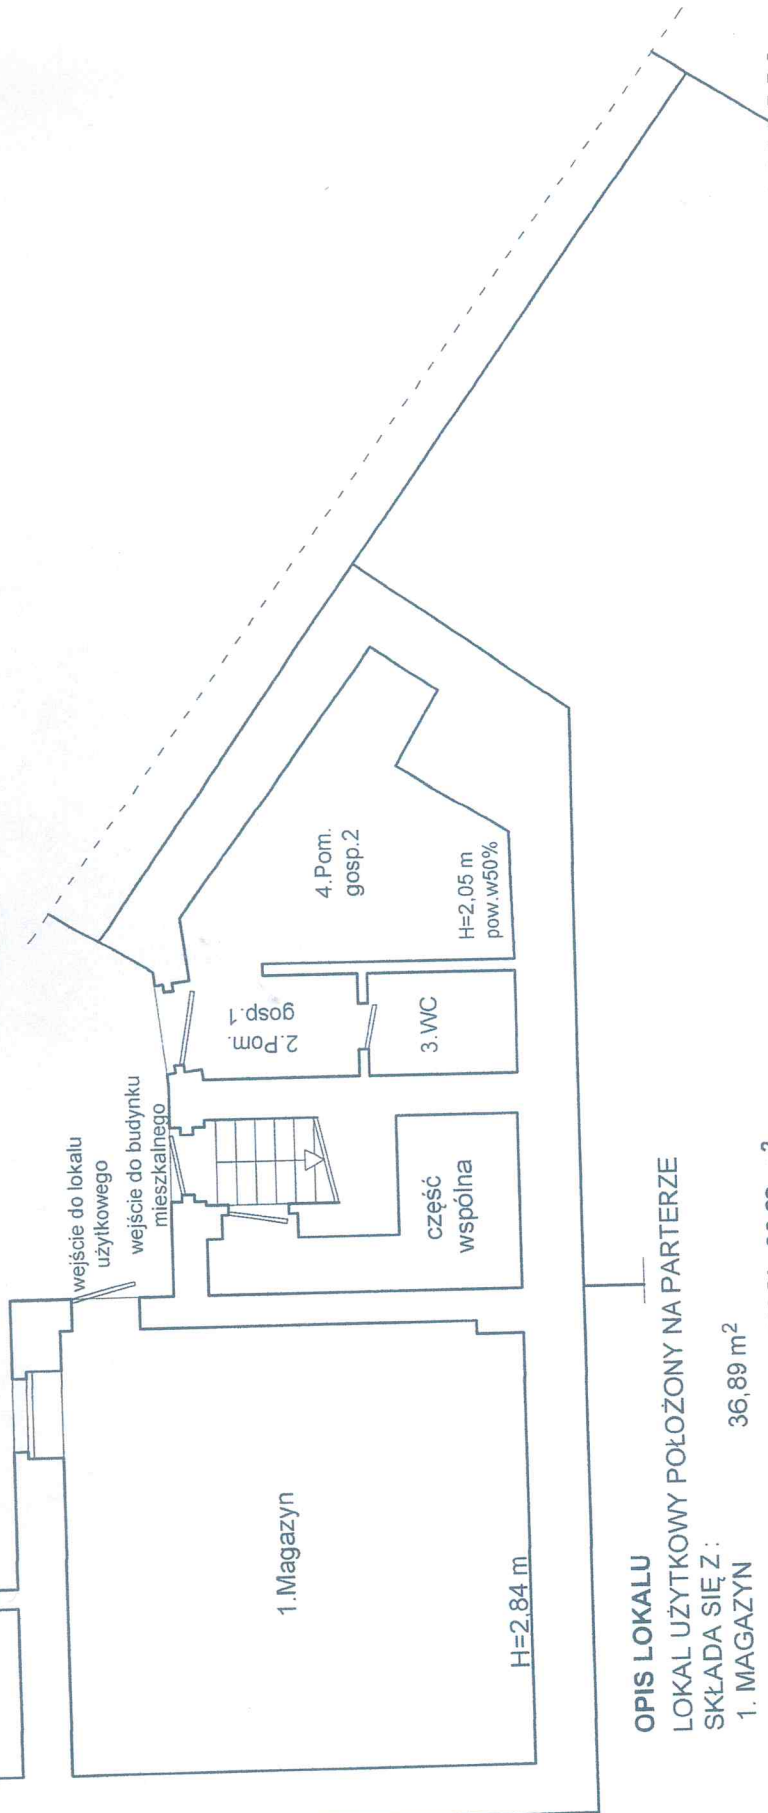 wejście do lokalu
użytkowego
wejście do budynku
mieszkalnego
1.Magazyn
H=2,84 m
część
wspólna
2.Pom.
gosp.1
3.WC
4.Pom.
gosp.2
H=2,05 m
pow.w50%
OPIS LOKALU
LOKAL UŻYTKOWY POŁOŻONY NA PARTERZE
SKŁADA SIĘ Z :
1. MAGAZYN 36,89 m²